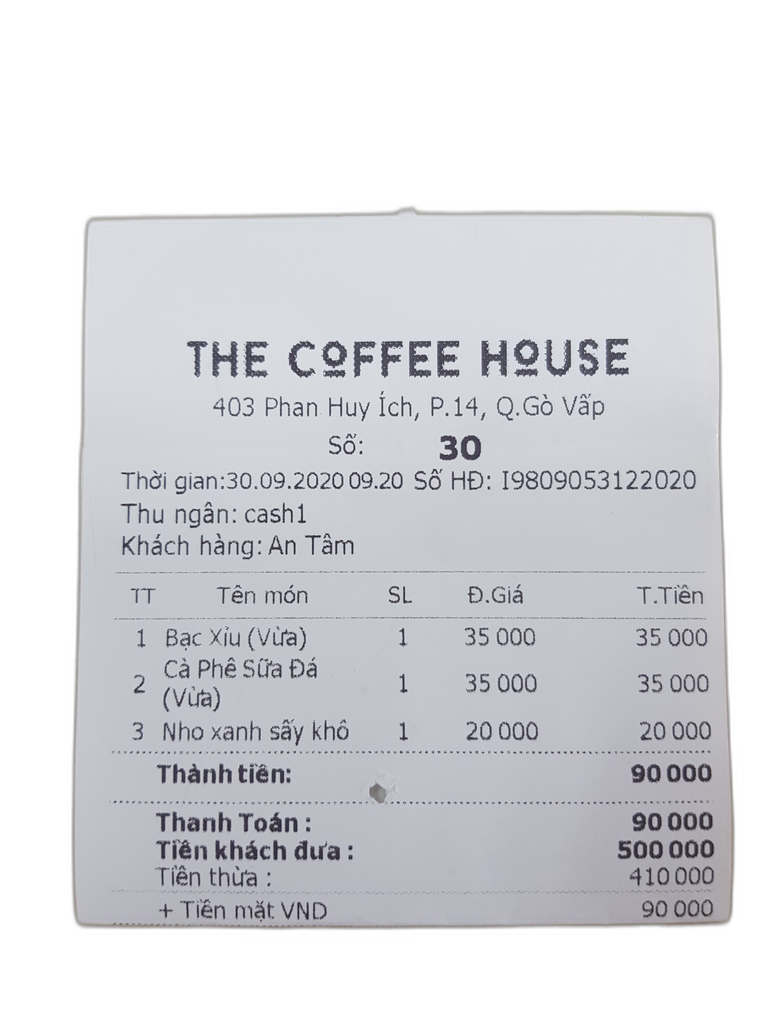 THE COFFEE HOUSE
403 Phan Huy Ích, P.14, Q.Gò Vấp
Số: 30
Thời gian:30.09.2020 09.20 Số HĐ: I9809053122020
Thu ngân: cash1
Khách hàng: An Tâm
TT Tên món SL Đ.Giá T.Tiền
1 Bạc Xíu (Vừa) 1 35 000 35 000
2 Cà Phê Sữa Đá (Vừa) 1 35 000 35 000
3 Nho xanh sấy khô 1 20 000 20 000
Thành tiền: 90 000
Thanh Toán : 90 000
Tiền khách đưa : 500 000
Tiền thừa : 410 000
+ Tiền mặt VND 90 000